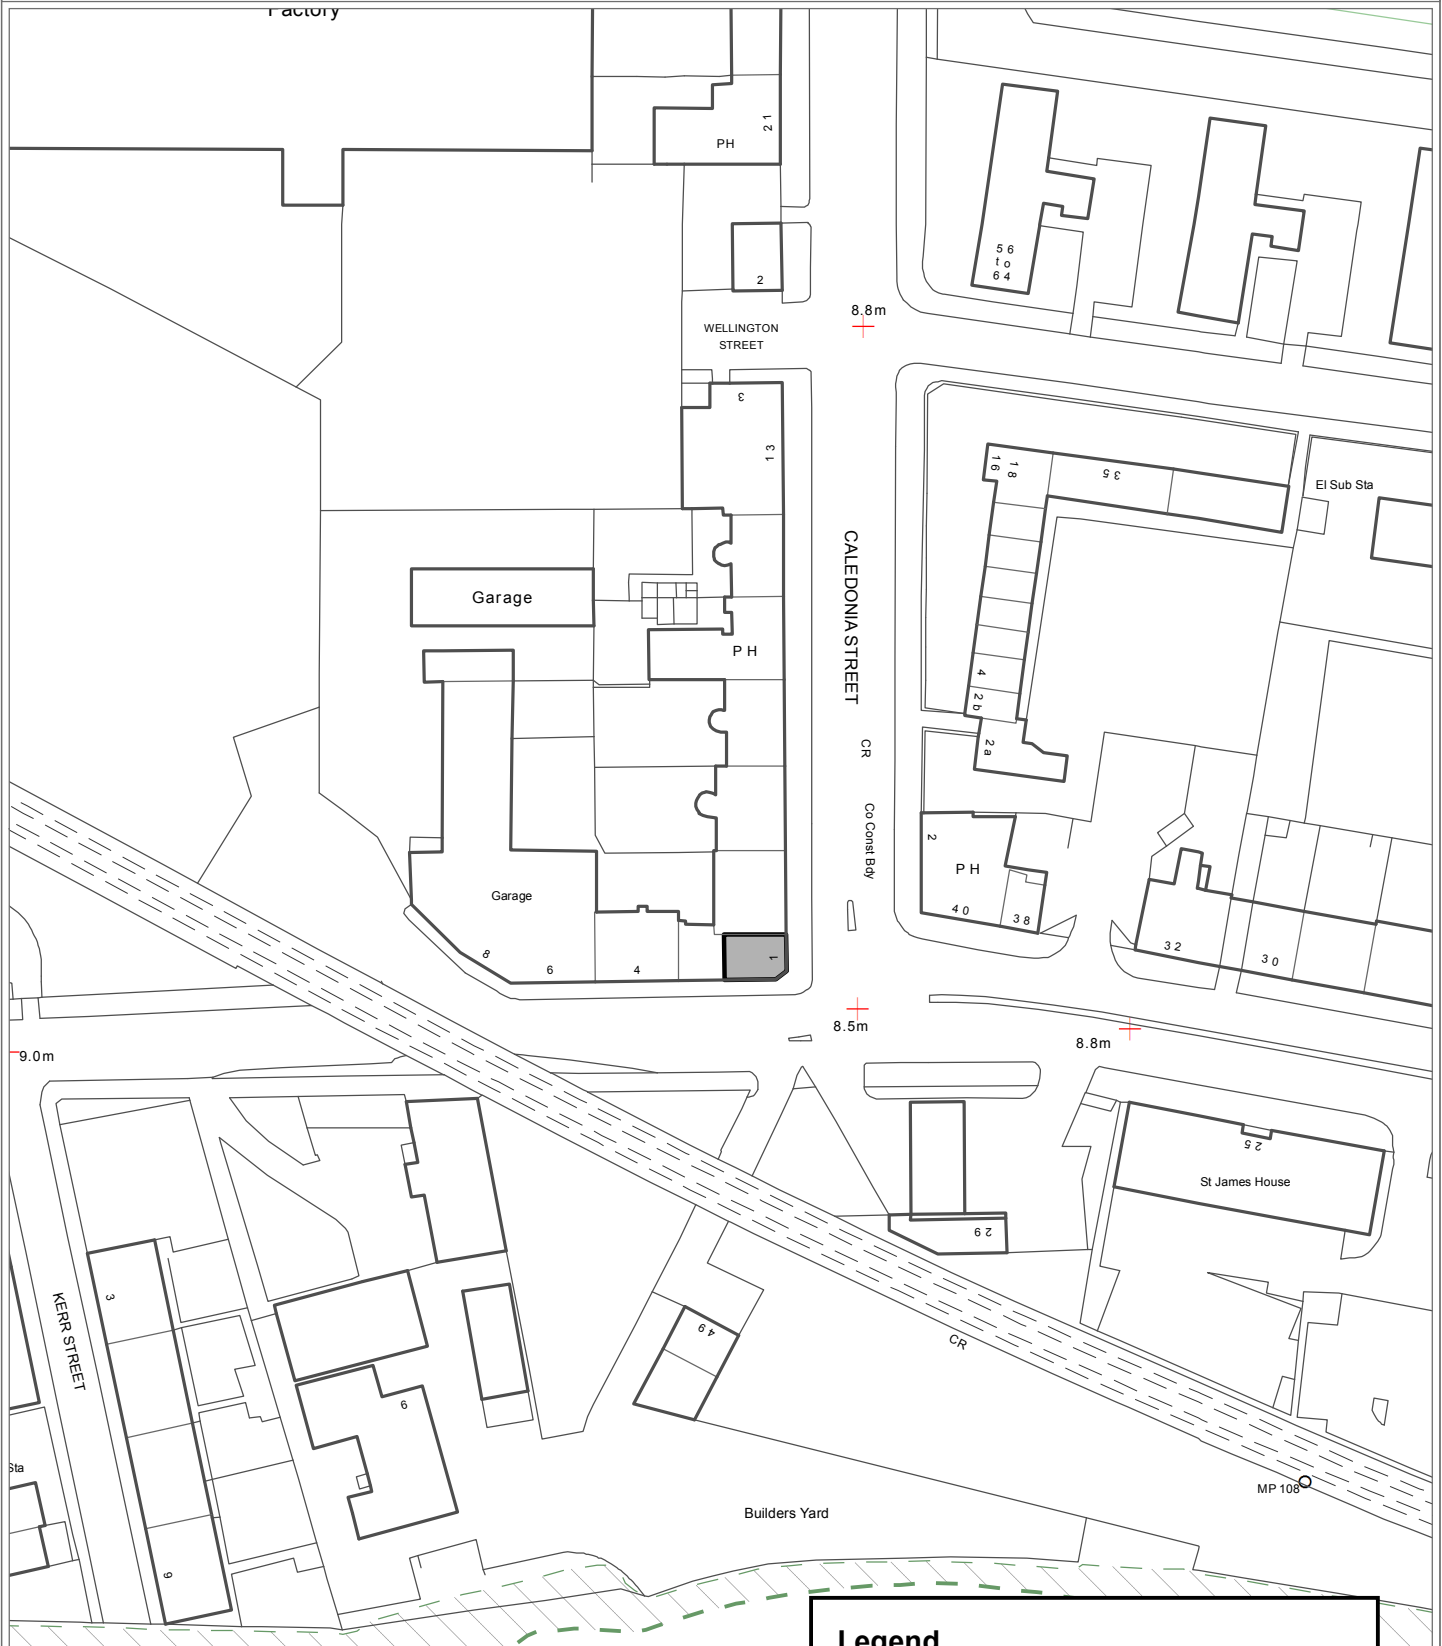 Factory
21
PH
56
to
64
2
8.8m
WELLINGTON
STREET
3
13
16
18
35
El Sub Sta
CALEDONIA STREET
Garage
PH
4
2b
2a
CR
Co Const Bdy
2
PH
40
38
Garage
8
6
4
1
32
30
8.5m
8.8m
9.0m
25
St James House
29
KERR STREET
3
49
CR
6
Sta
MP 108
Builders Yard
9
Legend